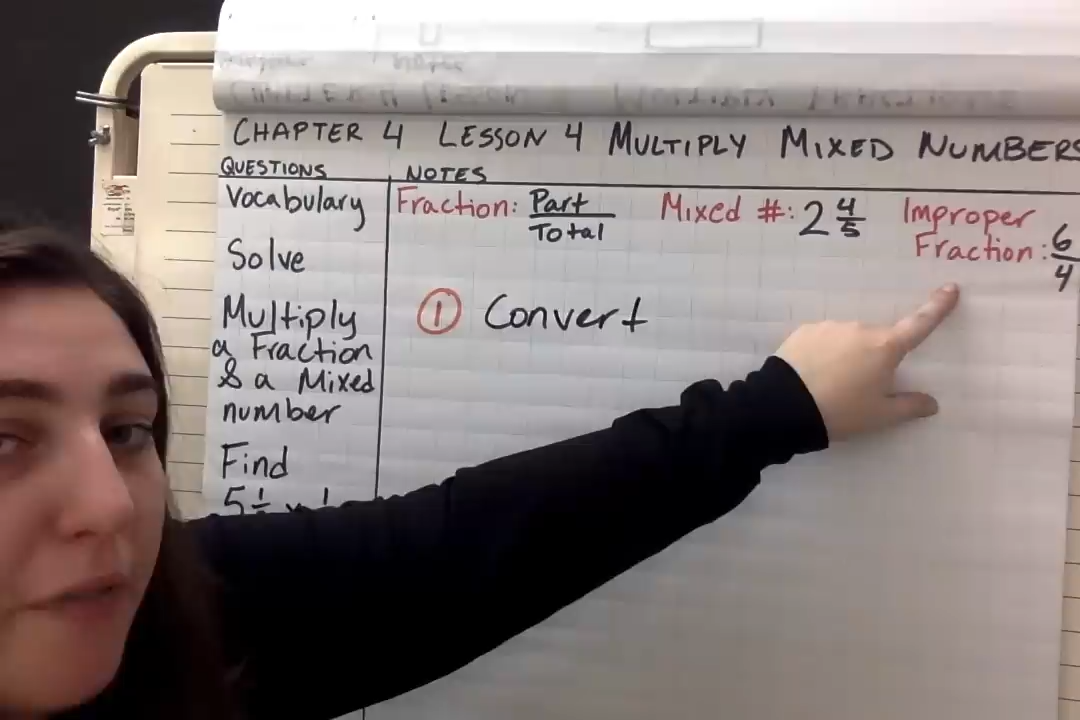 CHAPTER 4 LESSON 4 MULTIPLY MIXED NUMBERS
QUESTIONS
NOTES
Vocabulary
Fraction: Part/Total
Mixed #: 2 4/5
Improper
Fraction: 6/4
Solve
① Convert
Multiply
a Fraction
& a Mixed
number
Find